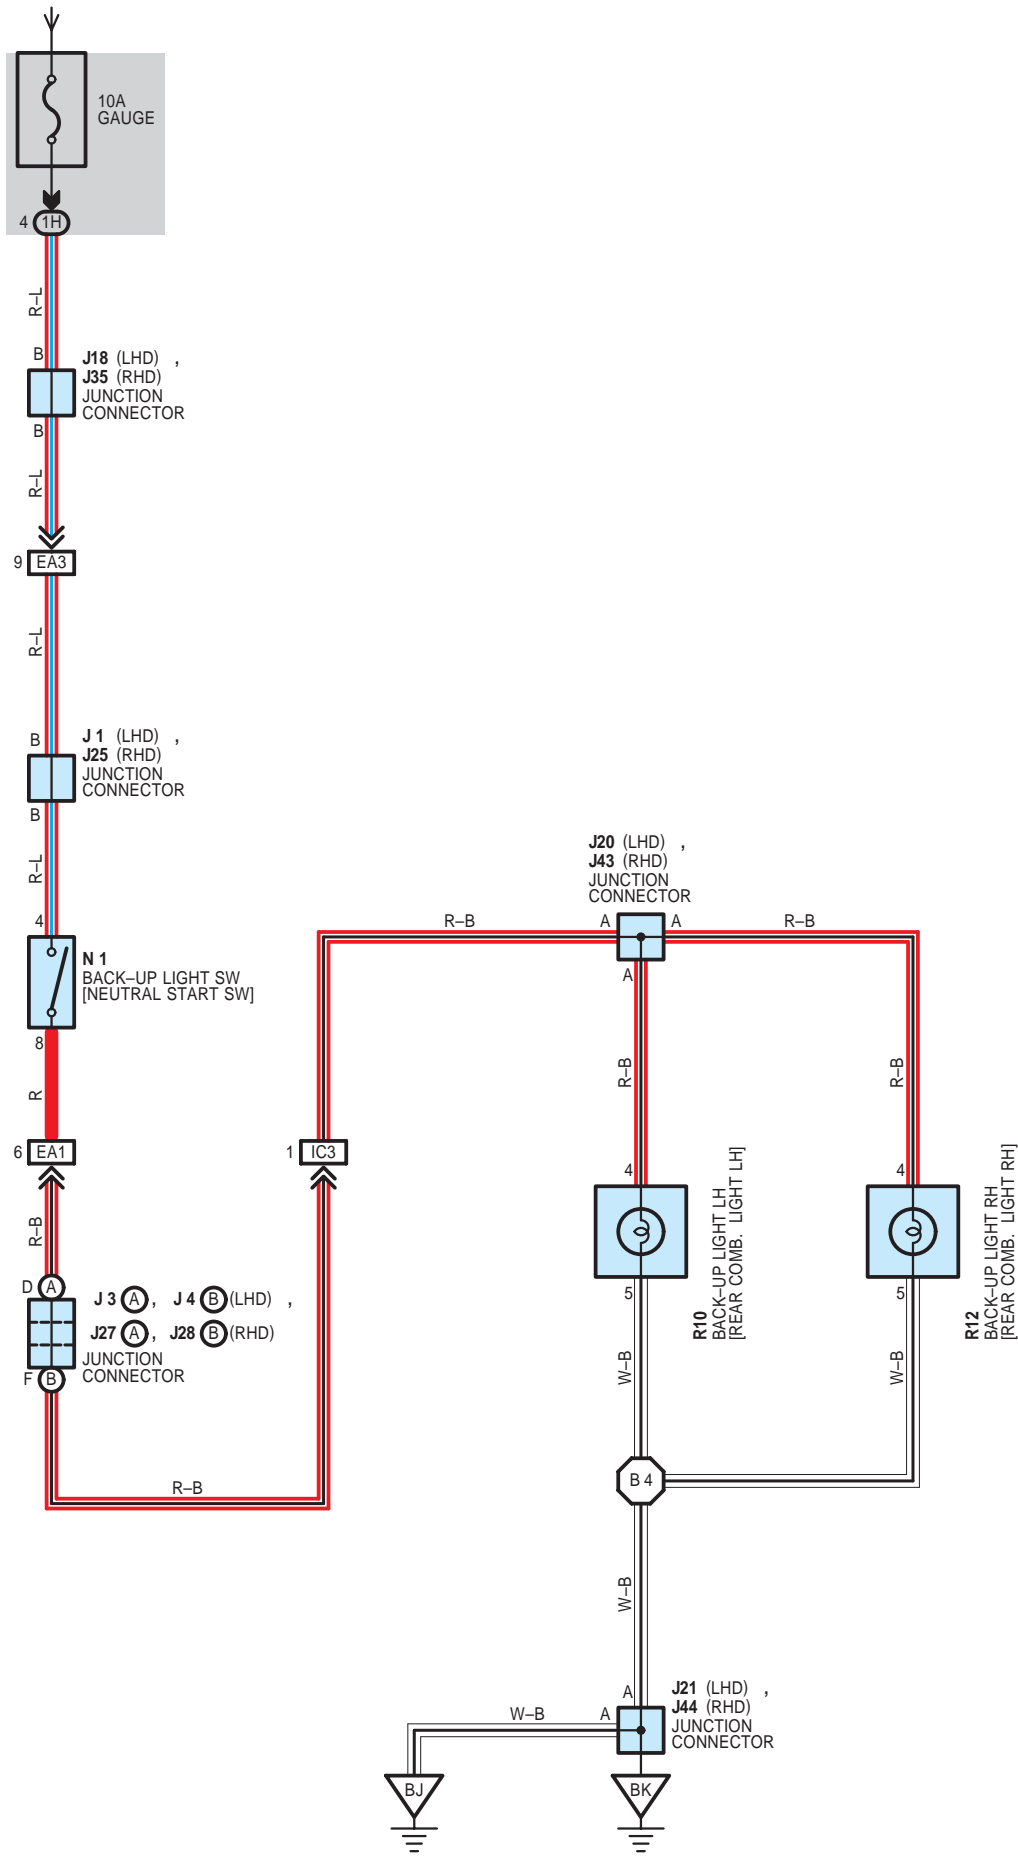 10A
GAUGE
4 1H
R–L
B
J18 (LHD) ,
J35 (RHD)
JUNCTION
CONNECTOR
B
R–L
9 EA3
R–L
B
J 1 (LHD) ,
J25 (RHD)
JUNCTION
CONNECTOR
B
R–L
4
N 1
BACK–UP LIGHT SW
[NEUTRAL START SW]
8
R
6 EA1
R–B
D A
J 3 A , J 4 B (LHD) ,
J27 A , J28 B (RHD)
JUNCTION
CONNECTOR
F B
R–B
1 IC3
R–B
J20 (LHD) ,
J43 (RHD)
JUNCTION
CONNECTOR
A A
A
R–B
R–B
4
R10
BACK–UP LIGHT LH
[REAR COMB. LIGHT LH]
5
W–B
R–B
4
R12
BACK–UP LIGHT RH
[REAR COMB. LIGHT RH]
5
W–B
B 4
W–B
A
J21 (LHD) ,
J44 (RHD)
JUNCTION
CONNECTOR
A
W–B
BJ
BK